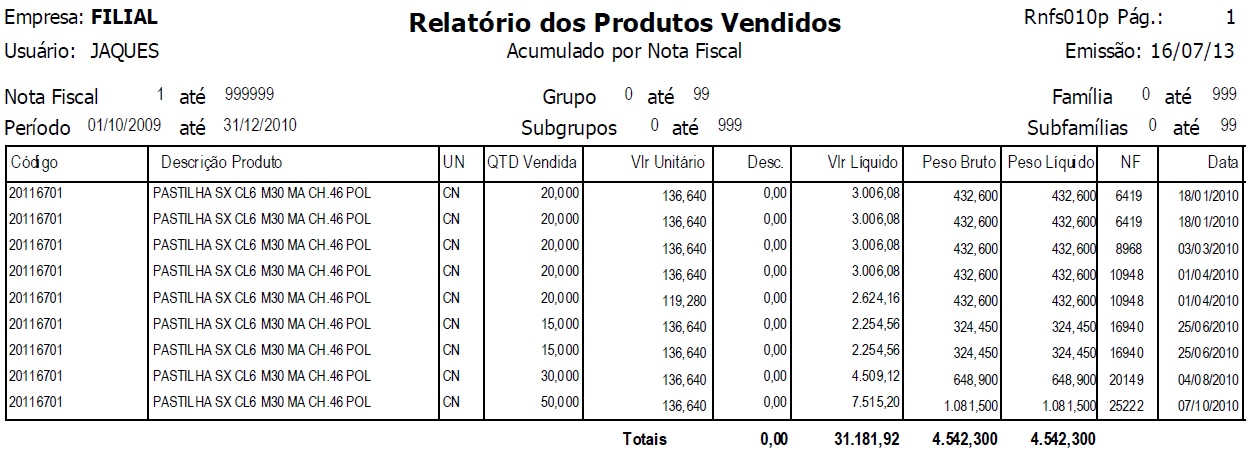 Empresa: FILIAL Relatório dos Produtos Vendidos Rnfs010p Pág.: 1
Usuário: JAQUES Acumulado por Nota Fiscal Emissão: 16/07/13
Nota Fiscal 1 até 999999 Grupo 0 até 99 Família 0 até 999
Período 01/10/2009 até 31/12/2010 Subgrupos 0 até 999 Subfamílias 0 até 99
Código Descrição Produto UN QTD Vendida Vlr Unitário Desc. Vlr Líquido Peso Bruto Peso Líquido NF Data
20116701 PASTILHA SX CL6 M30 MA CH.46 POL CN 20,000 136,640 0,00 3.006,08 432,600 432,600 6419 18/01/2010
20116701 PASTILHA SX CL6 M30 MA CH.46 POL CN 20,000 136,640 0,00 3.006,08 432,600 432,600 6419 18/01/2010
20116701 PASTILHA SX CL6 M30 MA CH.46 POL CN 20,000 136,640 0,00 3.006,08 432,600 432,600 8968 03/03/2010
20116701 PASTILHA SX CL6 M30 MA CH.46 POL CN 20,000 136,640 0,00 3.006,08 432,600 432,600 10948 01/04/2010
20116701 PASTILHA SX CL6 M30 MA CH.46 POL CN 20,000 119,280 0,00 2.624,16 432,600 432,600 10948 01/04/2010
20116701 PASTILHA SX CL6 M30 MA CH.46 POL CN 15,000 136,640 0,00 2.254,56 324,450 324,450 16940 25/06/2010
20116701 PASTILHA SX CL6 M30 MA CH.46 POL CN 15,000 136,640 0,00 2.254,56 324,450 324,450 16940 25/06/2010
20116701 PASTILHA SX CL6 M30 MA CH.46 POL CN 30,000 136,640 0,00 4.509,12 648,900 648,900 20149 04/08/2010
20116701 PASTILHA SX CL6 M30 MA CH.46 POL CN 50,000 136,640 0,00 7.515,20 1.081,500 1.081,500 25222 07/10/2010
Totais 0,00 31.181,92 4.542,300 4.542,300